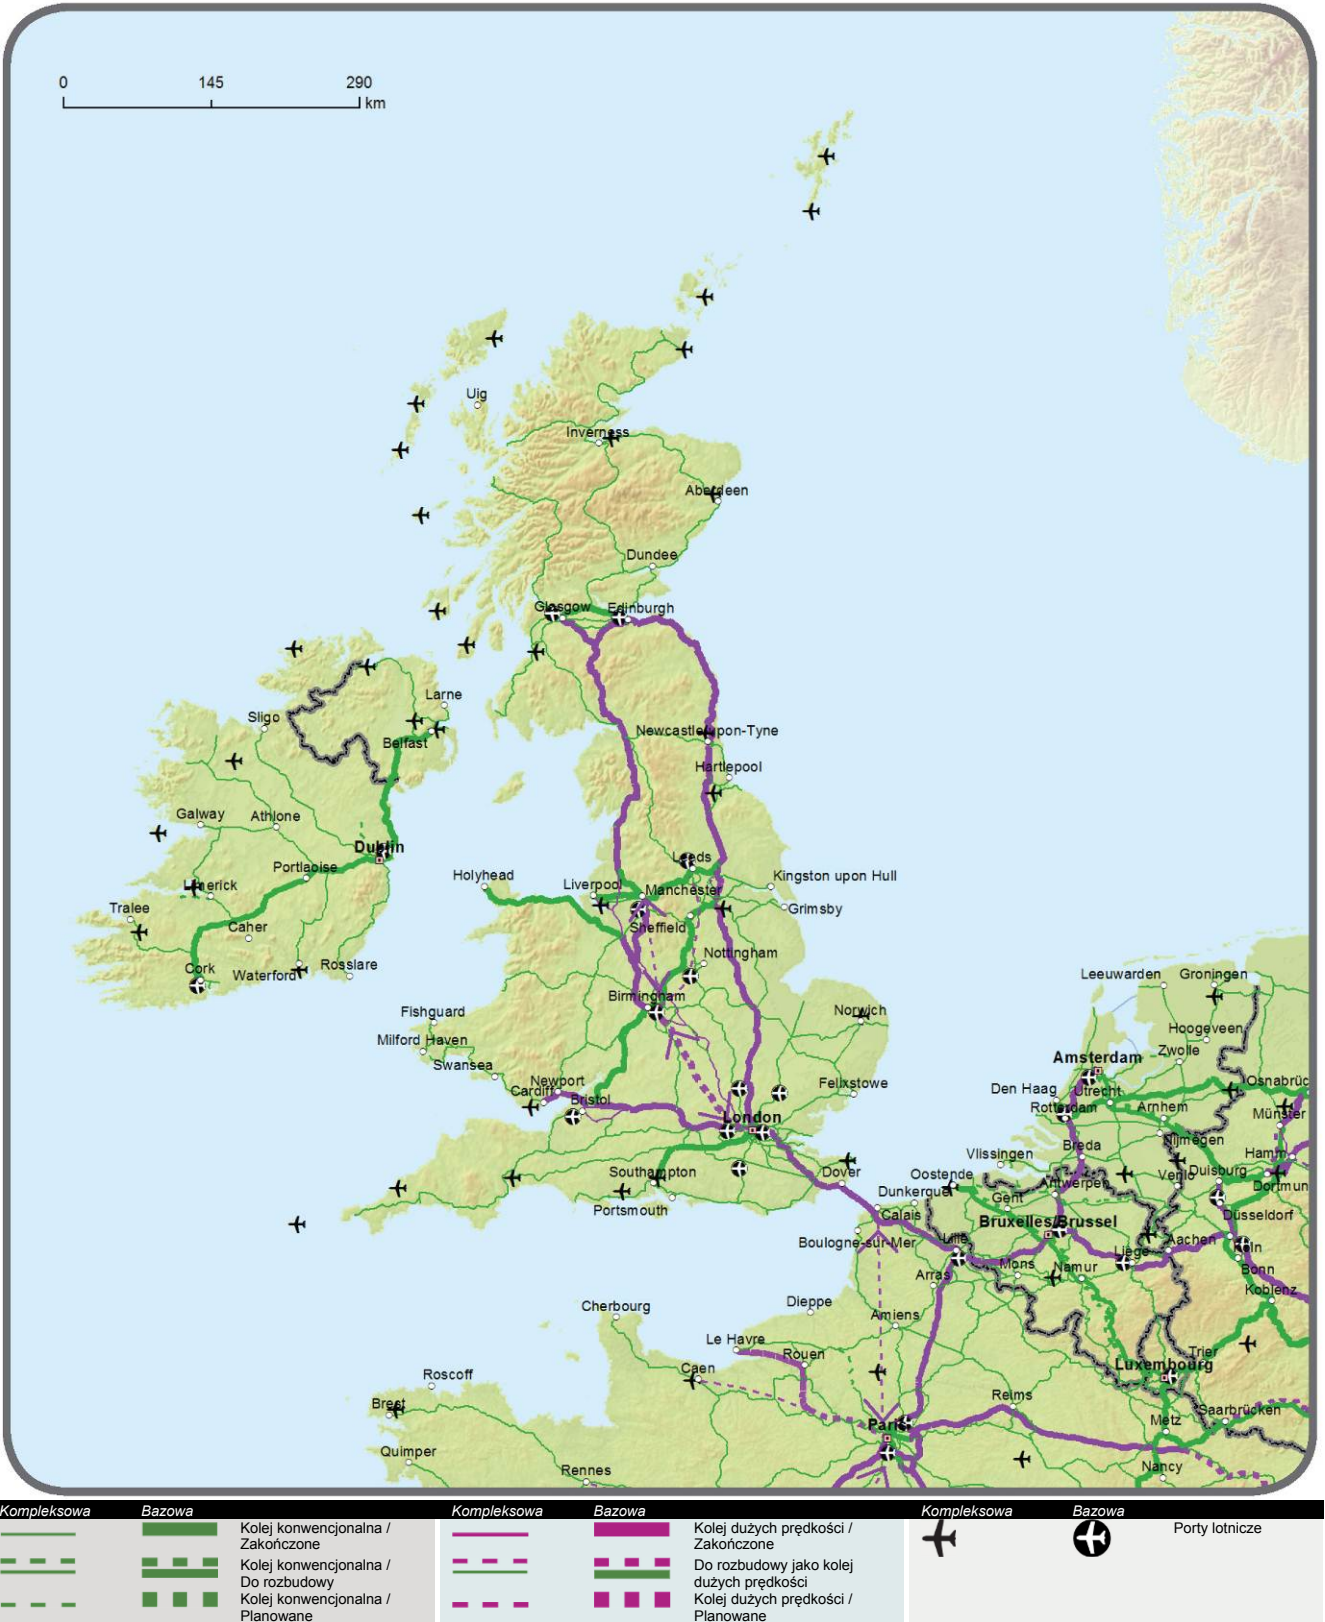 0 145 290
km
Uig
Inverness
Aberdeen
Dundee
Glasgow Edinburgh
Larne
Sligo
Belfast
Newcastle-upon-Tyne
Hartlepool
Galway Athlone
Dublin
Portlaoise
Leeds
Holyhead Liverpool Manchester Kingston upon Hull
Limerick
Tralee
Grimsby
Caher Sheffield
Nottingham
Cork Waterford Rosslare
Leeuwarden Groningen
Birmingham
Fishguard Norwich
Hoogeveen
Milford Haven
Zwolle
Amsterdam
Swansea
Newport Felixstowe
Cardiff Bristol
Den Haag Utrecht Osnabrüc
Rotterdam Arnhem Münster
London
Nijmegen
Breda
Vlissingen Hamm
Southampton Dover Oostende Venlo Duisburg
Antwerpen Dortmun
Dunkerque Gent
Portsmouth Calais Düsseldorf
Bruxelles/Brussel
Boulogne-sur-Mer Lille Liege Aachen Köln
Arras Mons Namur Bonn
Koblenz
Cherbourg Dieppe
Amiens
Le Havre
Rouen Trier
Caen Luxembourg
Roscoff
Brest Reims
Paris Metz Saarbrücken
Quimper
Rennes Nancy
Kompleksowa Bazowa
Kolej konwencjonalna /
Zakończone
Kolej konwencjonalna /
Do rozbudowy
Kolej konwencjonalna /
Planowane
Kompleksowa Bazowa
Kolej dużych prędkości /
Zakończone
Do rozbudowy jako kolej
dużych prędkości
Kolej dużych prędkości /
Planowane
Kompleksowa Bazowa
Porty lotnicze